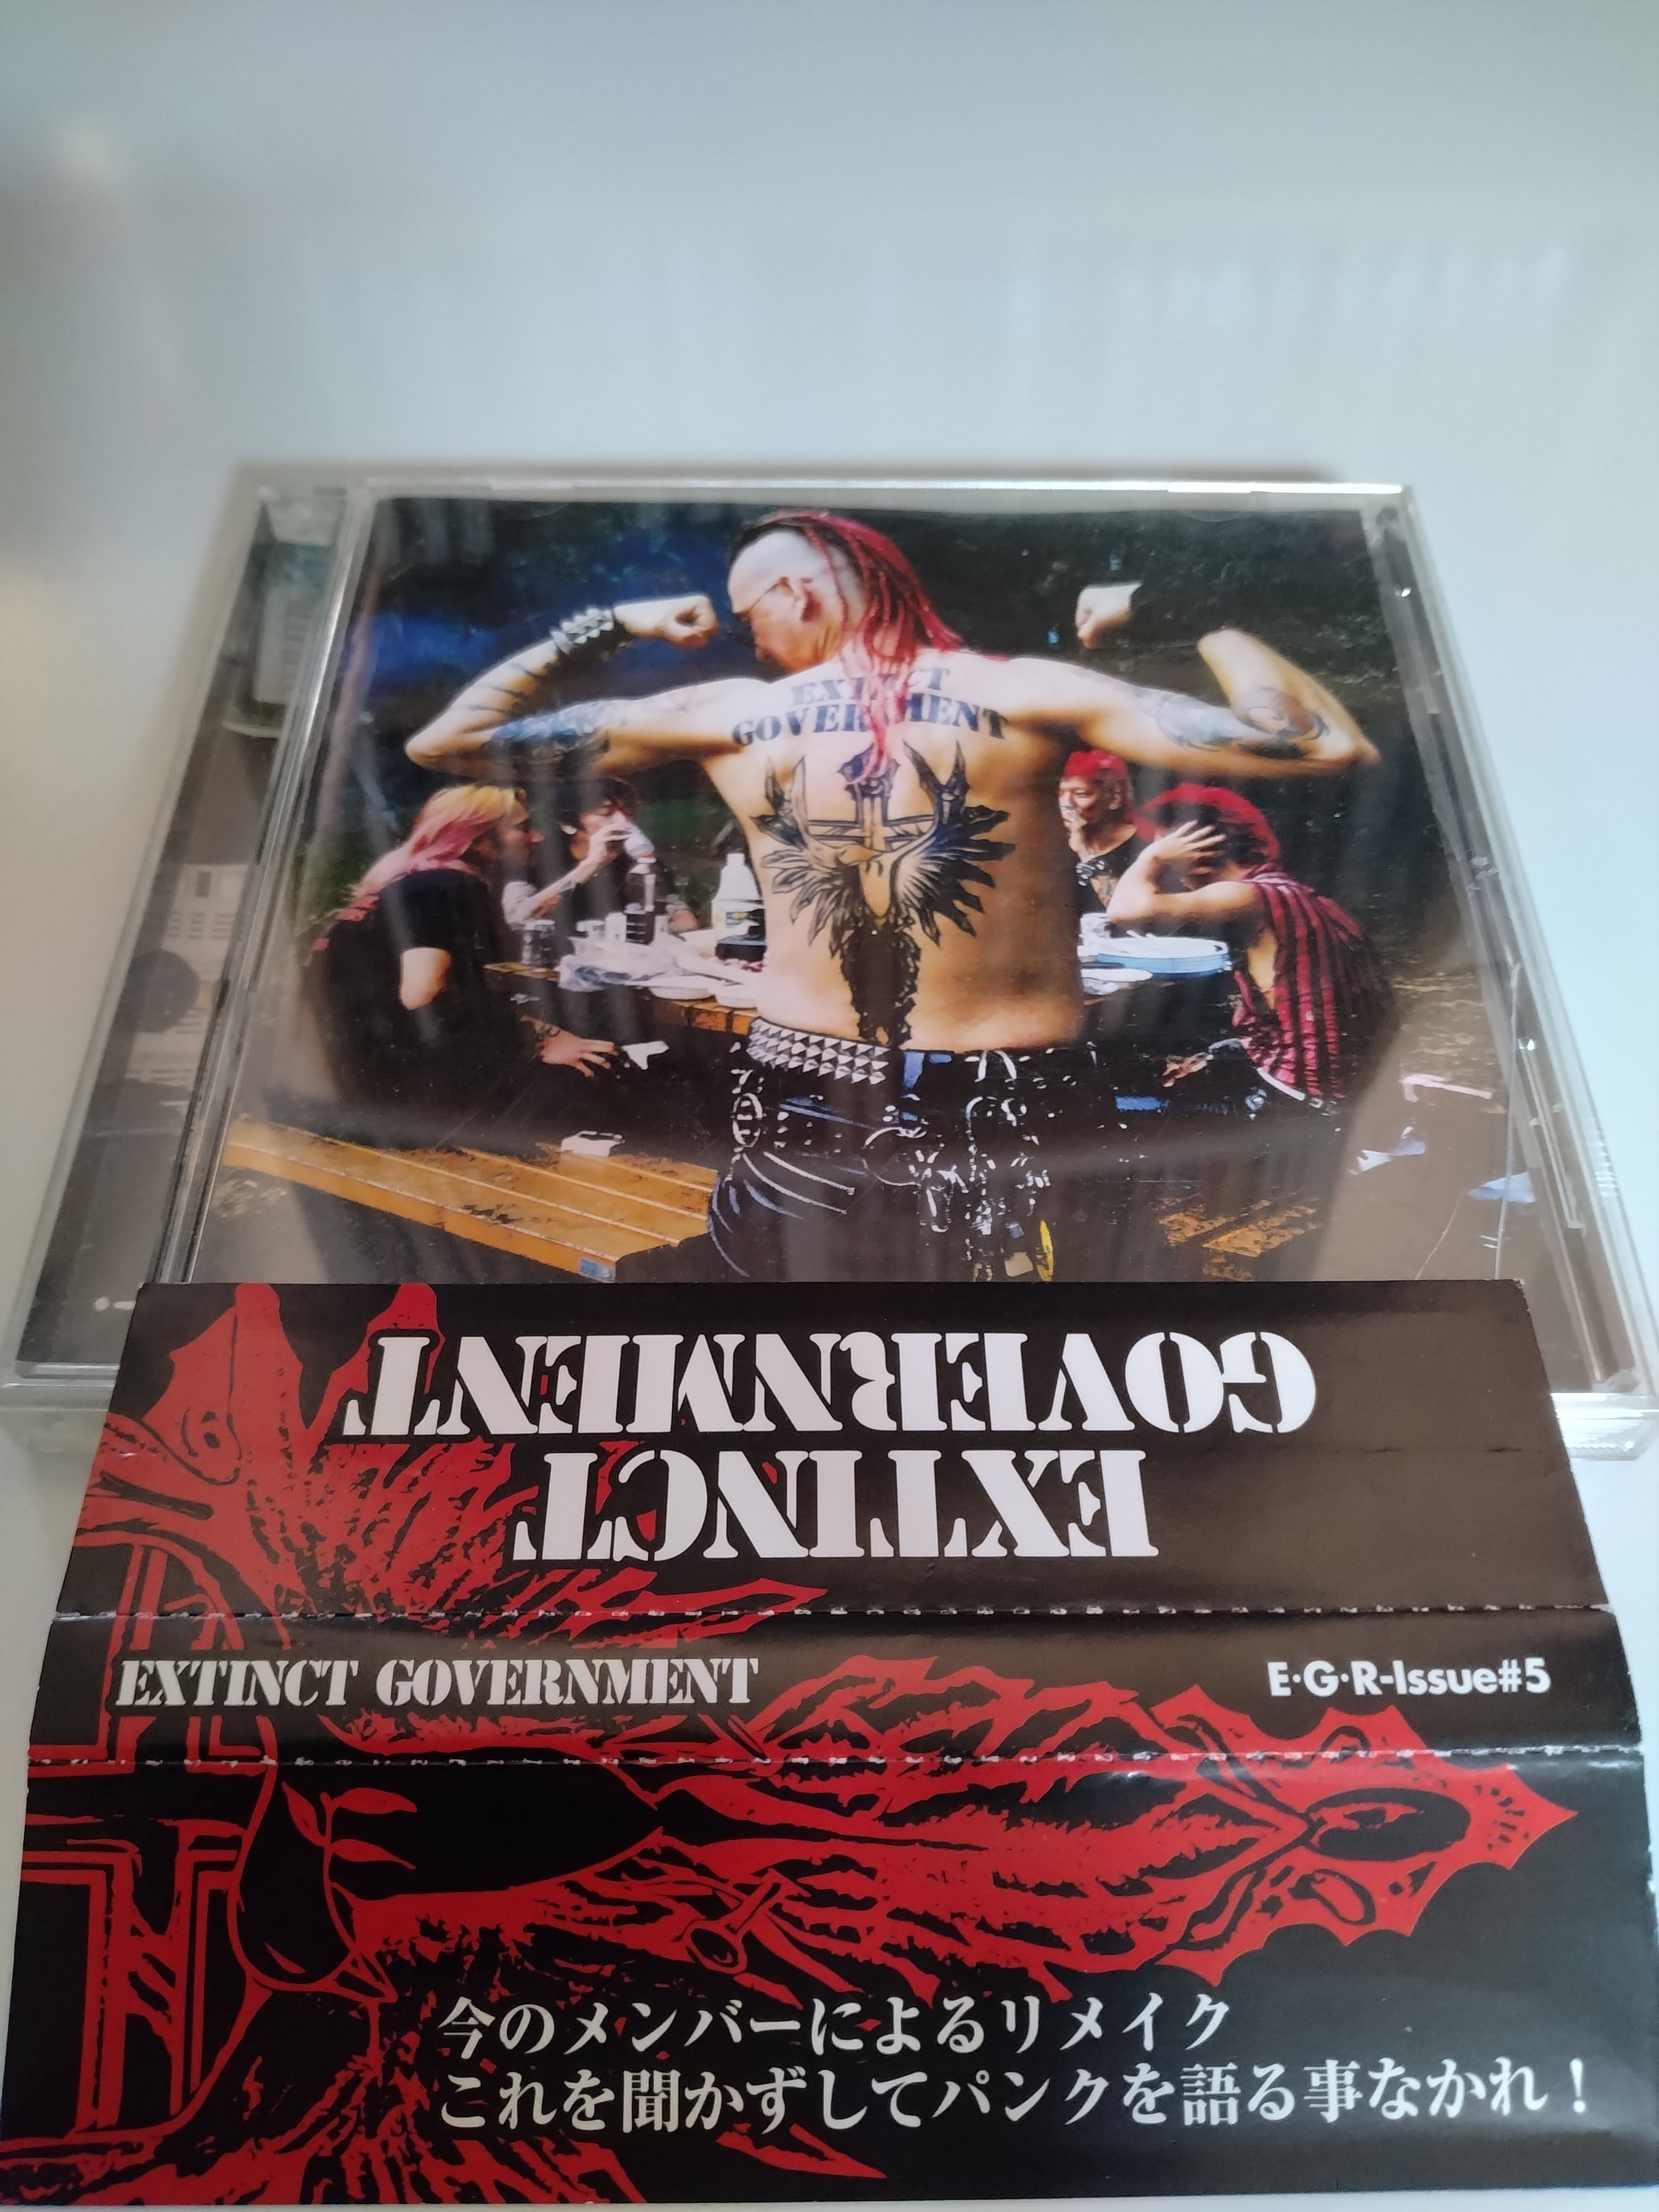 EXTINCT
GOVERNMENT
EXTINCT
GOVERNMENT
EXTINCT GOVERNMENT
E·G·R-Issue#5
今のメンバーによるリメイク
これを聞かずしてパンクを語る事なかれ！